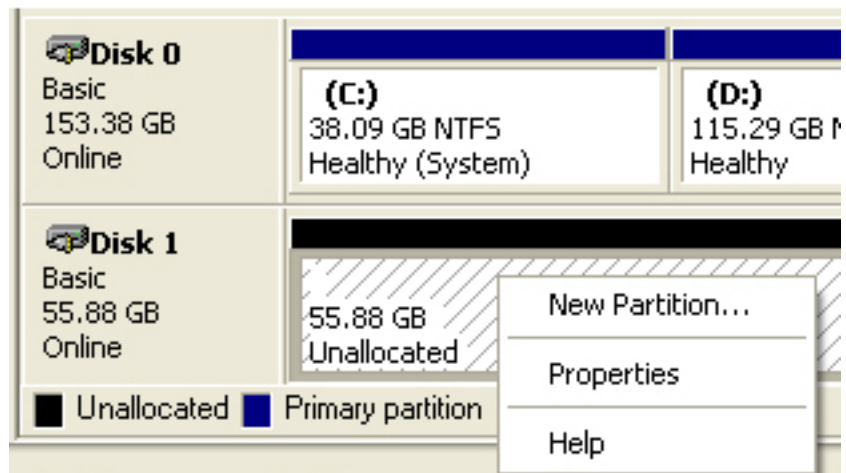 Disk 0
Basic
153.38 GB
Online
(C:)
38.09 GB NTFS
Healthy (System)
(D:)
115.29 GB
Healthy
Disk 1
Basic
55.88 GB
Online
55.88 GB
Unallocated
New Partition...
Properties
Help
Unallocated
Primary partition